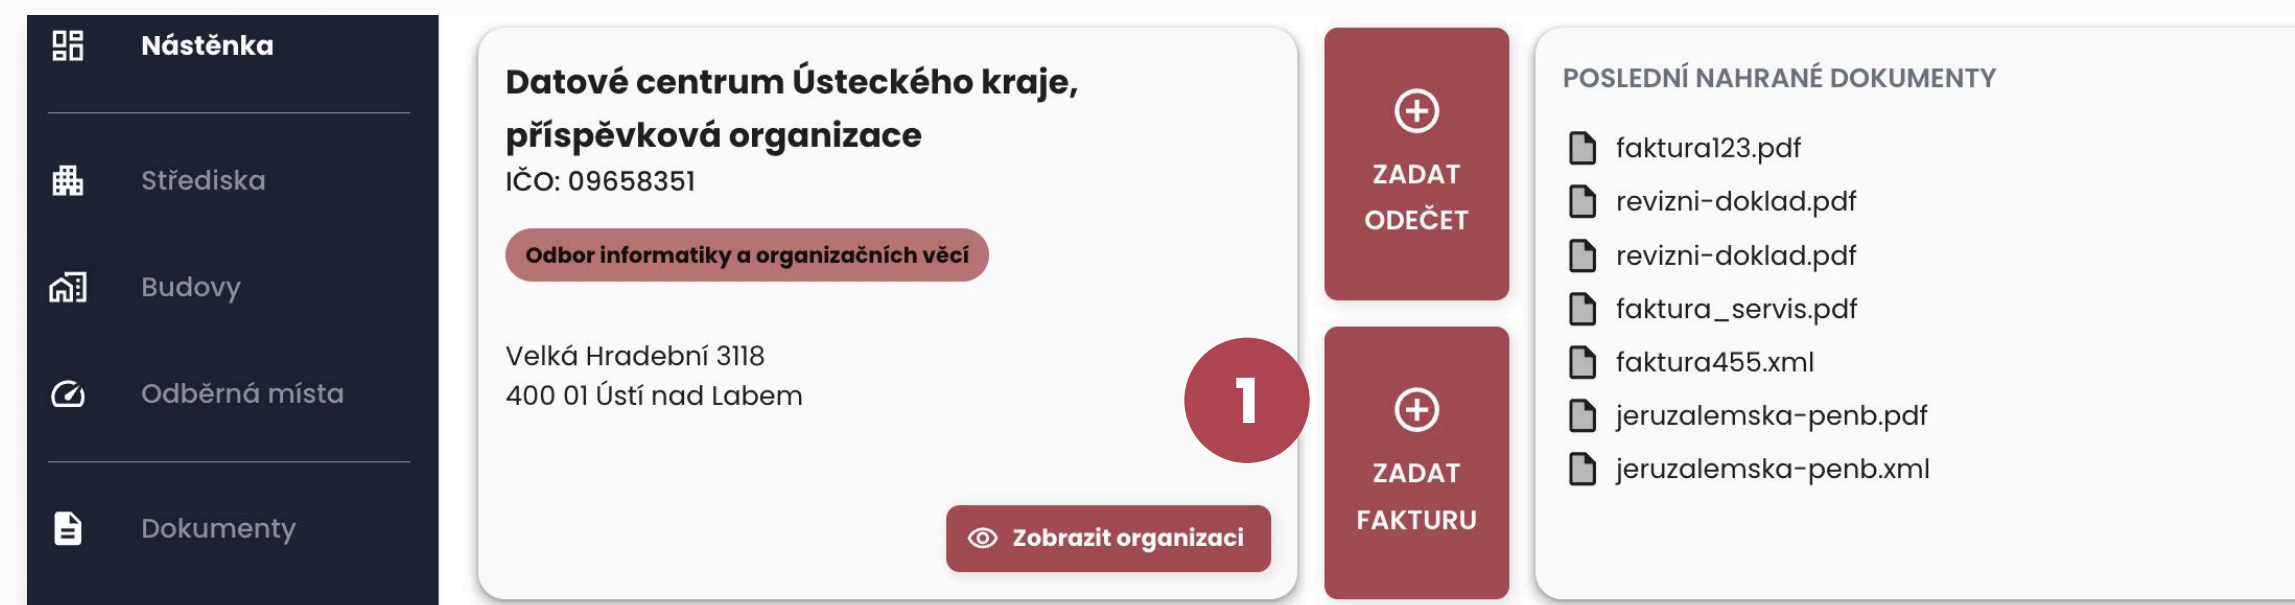 Nástěnka
Střediska
Budovy
Odběrná místa
Dokumenty
Datové centrum Ústeckého kraje,
příspěvková organizace
IČO: 09658351
Odbor informatiky a organizačních věcí
Velká Hradební 3118
400 01 Ústí nad Labem
Zobrazit organizaci
1
ZADAT
ODEČET
ZADAT
FAKTURU
POSLEDNÍ NAHRANÉ DOKUMENTY
faktura123.pdf
revizni-doklad.pdf
revizni-doklad.pdf
faktura_servis.pdf
faktura455.xml
jeruzalemska-penb.pdf
jeruzalemska-penb.xml